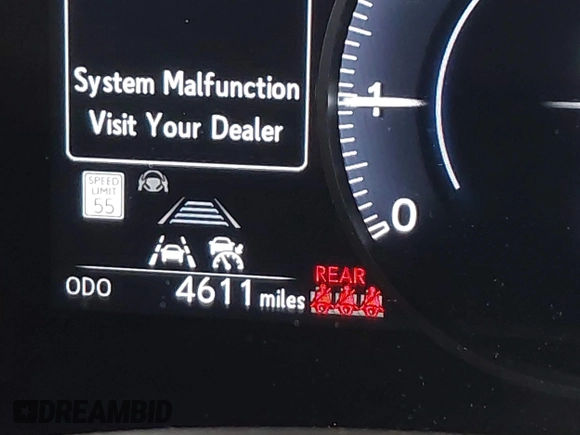 System Malfunction
Visit Your Dealer
1
SPEED
LIMIT
55
0
REAR
ODO 4611 miles
DREAMBID